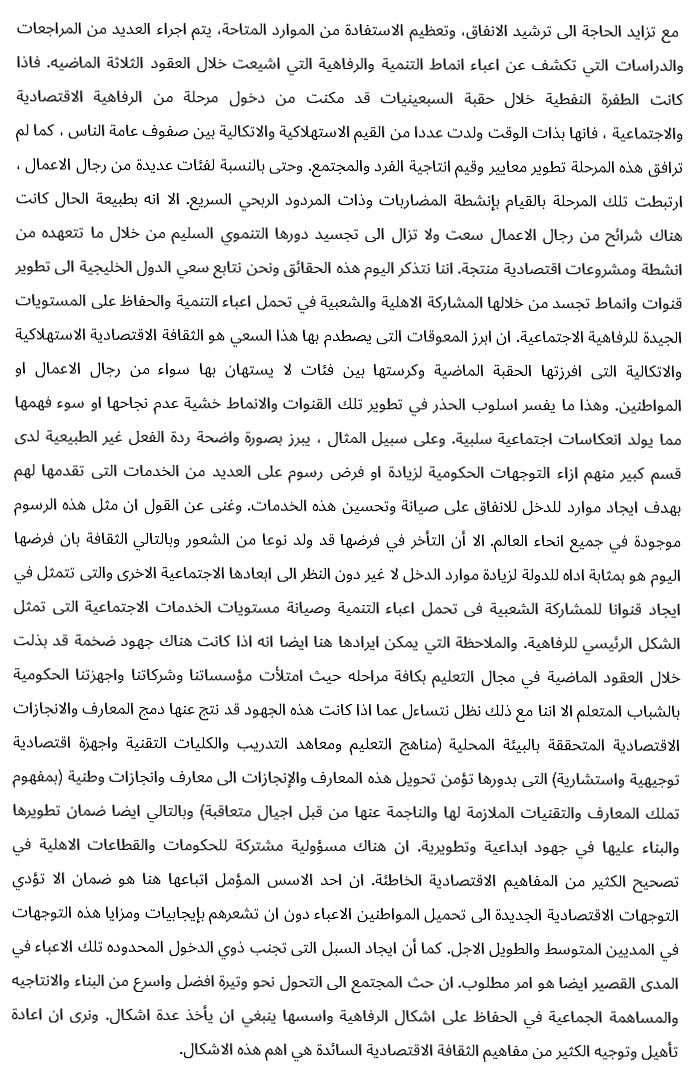 مع تزايد الحاجة الى ترشيد الانفاق، وتعظيم الاستفادة من الموارد المتاحة، يتم اجراء العديد من المراجعات
والدراسات التي تكشف عن اعباء انماط التنمية والرفاهية التي اشيعت خلال العقود الثلاثة الماضيه. فاذا
كانت الطفرة النفطية خلال حقبة السبعينيات قد مكنت من دخول مرحلة من الرفاهية الاقتصادية
والاجتماعية ، فانها بذات الوقت ولدت عددا من القيم الاستهلاكية والاتكالية بين صفوف عامة الناس ، كما لم
ترافق هذه المرحلة تطوير معايير وقيم انتاجية الفرد والمجتمع. وحتى بالنسبة لفئات عديدة من رجال الاعمال ،
ارتبطت تلك المرحلة بالقيام بإنشطة المضاربات وذات المردود الربحي السريع. الا انه بطبيعة الحال كانت
هناك شرائح من رجال الاعمال سعت ولا تزال الى تجسيد دورها التنموي السليم من خلال ما تتعهده من
انشطة ومشروعات اقتصادية منتجة. اننا نتذكر اليوم هذه الحقائق ونحن نتابع سعي الدول الخليجية الى تطوير
قنوات وانماط تجسد من خلالها المشاركة الاهلية والشعبية في تحمل اعباء التنمية والحفاظ على المستويات
الجيدة للرفاهية الاجتماعية. ان ابرز المعوقات التى يصطدم بها هذا السعي هو الثقافة الاقتصادية الاستهلاكية
والاتكالية التى افرزتها الحقبة الماضية وكرستها بين فئات لا يستهان بها سواء من رجال الاعمال او
المواطنين. وهذا ما يفسر اسلوب الحذر في تطوير تلك القنوات والانماط خشية عدم نجاحها او سوء فهمها
مما يولد انعكاسات اجتماعية سلبية. وعلى سبيل المثال ، يبرز بصورة واضحة ردة الفعل غير الطبيعية لدى
قسم كبير منهم ازاء التوجهات الحكومية لزيادة او فرض رسوم على العديد من الخدمات التى تقدمها لهم
بهدف ايجاد موارد للدخل للانفاق على صيانة وتحسين هذه الخدمات. وغنى عن القول ان مثل هذه الرسوم
موجودة في جميع انحاء العالم. الا أن التأخر في فرضها قد ولد نوعا من الشعور وبالتالي الثقافة بان فرضها
اليوم هو بمثابة اداه للدولة لزيادة موارد الدخل لا غير دون النظر الى ابعادها الاجتماعية الاخرى والتى تتمثل في
ايجاد قنوانا للمشاركة الشعبية فى تحمل اعباء التنمية وصيانة مستويات الخدمات الاجتماعية التى تمثل
الشكل الرئيسي للرفاهية. والملاحظة التي يمكن ايرادها هنا ايضا انه اذا كانت هناك جهود ضخمة قد بذلت
خلال العقود الماضية في مجال التعليم بكافة مراحله حيث امتلأت مؤسساتنا وشركاتنا واجهزتنا الحكومية
بالشباب المتعلم الا اننا مع ذلك نظل نتساءل عما اذا كانت هذه الجهود قد نتج عنها دمج المعارف والانجازات
الاقتصادية المتحققة بالبيئة المحلية (مناهج التعليم ومعاهد التدريب والكليات التقنية واجهزة اقتصادية
توجيهية واستشارية) التى بدورها تؤمن تحويل هذه المعارف والإنجازات الى معارف وانجازات وطنية (بمفهوم
تملك المعارف والتقنيات الملازمة لها والناجمة عنها من قبل اجيال متعاقبة) وبالتالي ايضا ضمان تطويرها
والبناء عليها في جهود ابداعية وتطويرية. ان هناك مسؤولية مشتركة للحكومات والقطاعات الاهلية في
تصحيح الكثير من المفاهيم الاقتصادية الخاطئة. ان احد الاسس المؤمل اتباعها هنا هو ضمان الا تؤدي
التوجهات الاقتصادية الجديدة الى تحميل المواطنين الاعباء دون ان تشعرهم بإيجابيات ومزايا هذه التوجهات
في المديين المتوسط والطويل الاجل. كما أن ايجاد السبل التى تجنب ذوي الدخول المحدوده تلك الاعباء في
المدى القصير ايضا هو امر مطلوب. ان حث المجتمع الى التحول نحو وتيرة افضل واسرع من البناء والانتاجيه
والمساهمة الجماعية في الحفاظ على اشكال الرفاهية واسسها ينبغي ان يأخذ عدة اشكال. ونرى ان اعادة
تأهيل وتوجيه الكثير من مفاهيم الثقافة الاقتصادية السائدة هي اهم هذه الاشكال.